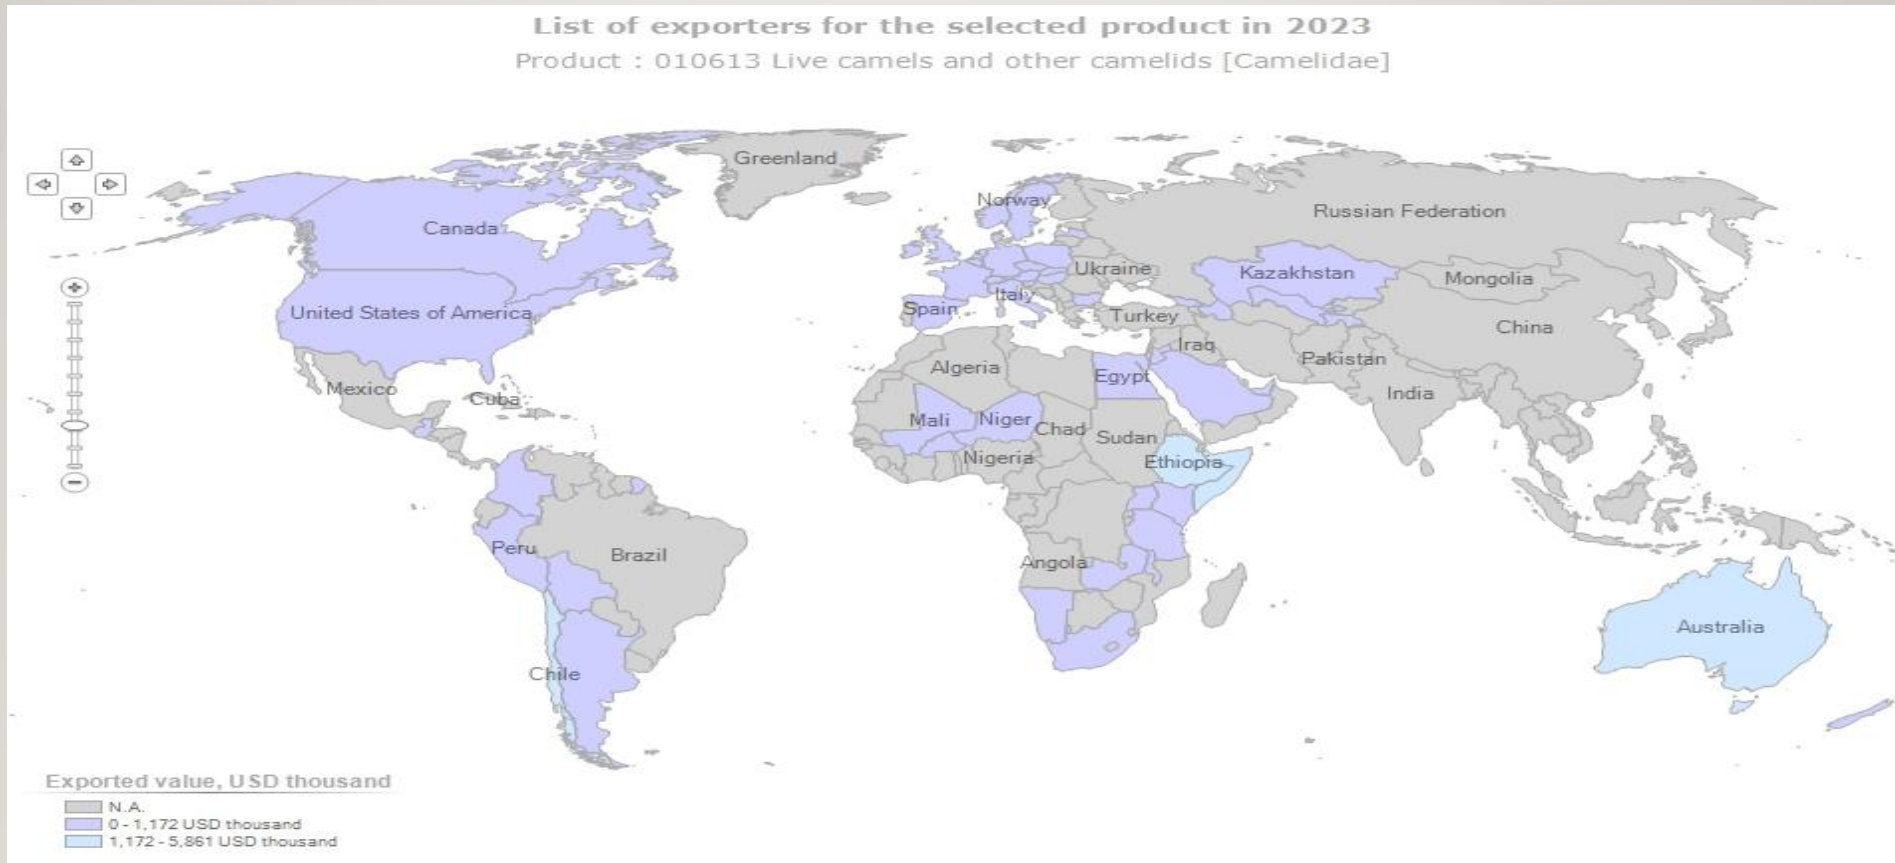 List of exporters for the selected product in 2023
Product : 010613 Live camels and other camelids [Camelidae]
Greenland
Norway
Russian Federation
Canada
Ukraine
Kazakhstan
Mongolia
Italy
United States of America
Spain
Turkey
China
Iraq
Pakistan
Algeria
Egypt
India
Mexico
Cuba
Mali
Niger
Chad
Sudan
Nigeria
Ethiopia
Peru
Brazil
Angola
Australia
Chile
Exported value, USD thousand
N.A.
0 - 1,172 USD thousand
1,172 - 5,861 USD thousand